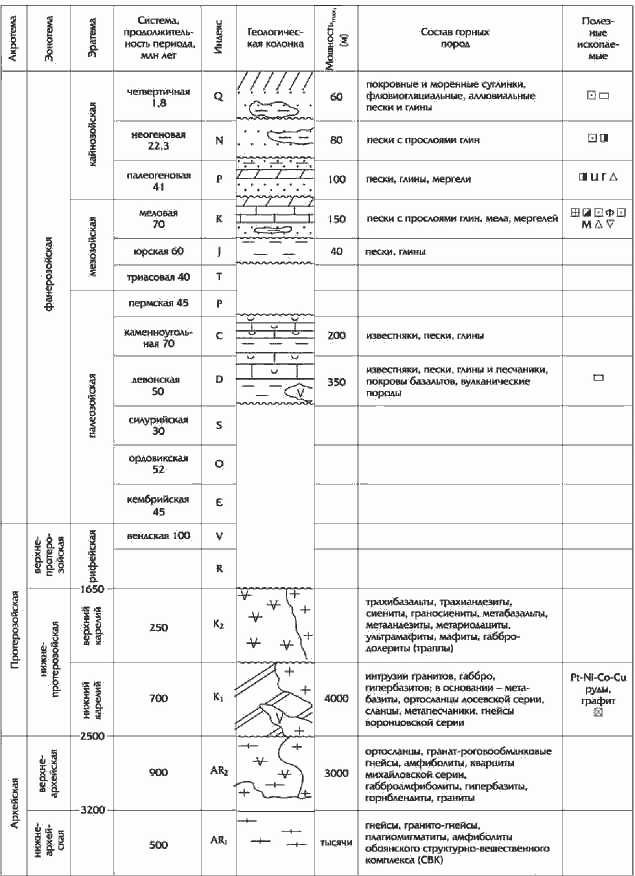 Акротема
Эонотема
Эратема
Система,
продолжитель-
ность периода,
млн лет
Индекс
Геологичес-
кая колонка
Мощность max,
(м)
Состав горных
пород
Полез-
ные
ископае-
мые
фанерозойская
кайнозойская
четвертичная
1,8
Q
60
покровные и моренные суглинки,
флювиогляциальные, аллювиальные
пески и глины
неогеновая
22,3
N
80
пески с прослоями глин
палеогеновая
41
P
100
пески, глины, мергели
мезозойская
меловая
70
K
150
пески с прослоями глин, мела, мергелей
Ф
М
юрская 60
J
40
пески, глины
триасовая 40
T
палеозойская
пермская 45
P
каменноуголь-
ная 70
C
200
известняки, пески, глины
девонская
50
D
V
350
известняки, пески, глины и песчаники,
покровы базальтов, вулканические
породы
силурийская
30
S
ордовикская
52
O
кембрийская
45
Є
Протерозойская
верхне-
протеро-
зойская
рифейская
вендская 100
V
R
1650
нижне-
протерозойская
верхний
карелий
250
K₂
трахибазальты, трахиандезиты,
сиениты, граносиениты, метабазальты,
метаандезиты, метариодациты,
ультрамафиты, мафиты, габбро-
долериты (траппы)
нижний
карелий
700
K₁
4000
интрузии гранитов, габбро,
гипербазитов; в основании – мета-
базиты, ортосланцы лосевской серии,
сланцы, метапесчаники, гнейсы
воронцовской серии
Pt-Ni-Co-Cu
руды,
графит
2500
Архейская
верхне-
архейская
900
AR₂
3000
ортосланцы, гранат-роговообманковые
гнейсы, амфиболиты, кварциты
михайловской серии,
габброамфиболиты, гипербазиты,
горнблендиты, граниты
3200
нижне-
архей-
ская
500
AR₁
тысячи
гнейсы, гранито-гнейсы,
плагиомигматиты, амфиболиты
обоянского структурно-вещественного
комплекса (СВК)